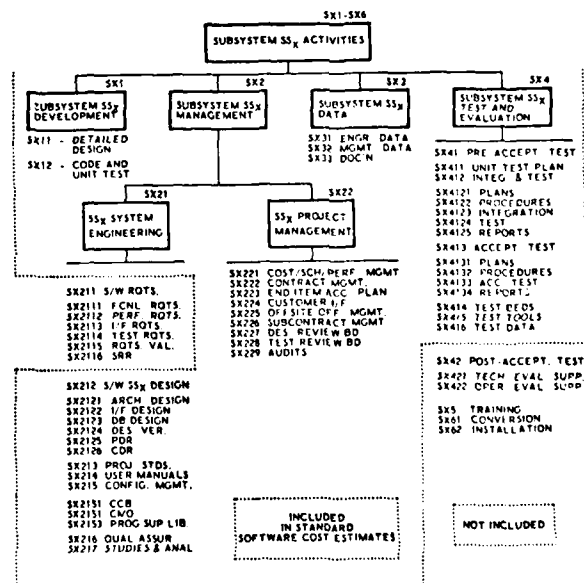 SX1-SX6
SUBSYSTEM SSX ACTIVITIES
SX1
SX2
SX3
SX4
SUBSYSTEM SSX
DEVELOPMENT
SUBSYSTEM SSX
MANAGEMENT
SUBSYSTEM SSX
DATA
SUBSYSTEM SSX
TEST AND
EVALUATION
SX11 - DETAILED
DESIGN
SX12 - CODE AND
UNIT TEST
SX31 ENGR DATA
SX32 MGMT DATA
SX33 DOC'N
SX41 PRE ACCEPT TEST
SX411 UNIT TEST PLAN
SX412 INTEG & TEST
SX4121 PLANS
SX4122 PROCEDURES
SX4123 INTEGRATION
SX4124 TEST
SX4125 REPORTS
SX413 ACCEPT TEST
SX4131 PLANS
SX4132 PROCEDURES
SX4133 ACC TEST
SX4134 REPORTS
SX414 TEST BEDS
SX415 TEST TOOLS
SX416 TEST DATA
SX21
SX22
SSX SYSTEM
ENGINEERING
SSX PROJECT
MANAGEMENT
SX211 S/W RQTS.
SX2111 FCNL RQTS.
SX2112 PERF. RQTS.
SX2113 I/F RQTS
SX2114 TEST RQTS.
SX2115 RQTS. VAL.
SX2116 SRR
SX221 COST/SCH/PERF. MGMT
SX222 CONTRACT MGMT.
SX223 END ITEM ACC PLAN
SX224 CUSTOMER I/F
SX225 OFFSITE OFF. MGMT.
SX226 SUBCONTRACT MGMT
SX227 DES. REVIEW BD
SX228 TEST REVIEW BD
SX229 AUDITS
SX42 POST-ACCEPT. TEST
SX421 TECH EVAL SUPP
SX422 OPER EVAL SUPP.
SX5 TRAINING
SX61 CONVERSION
SX62 INSTALLATION
SX212 S/W SSX DESIGN
SX2121 ARCH DESIGN
SX2122 I/F DESIGN
SX2123 DB DESIGN
SX2124 DES VER.
SX2125 PDR
SX2126 CDR
SX213 PROJ STDS.
SX214 USER MANUALS
SX215 CONFIG. MGMT.
SX2151 CCB
SX2151 CMO
SX2153 PROG SUP LIB
SX216 QUAL ASSUR
SX217 STUDIES & ANAL
INCLUDED
IN STANDARD
SOFTWARE COST ESTIMATES
NOT INCLUDED